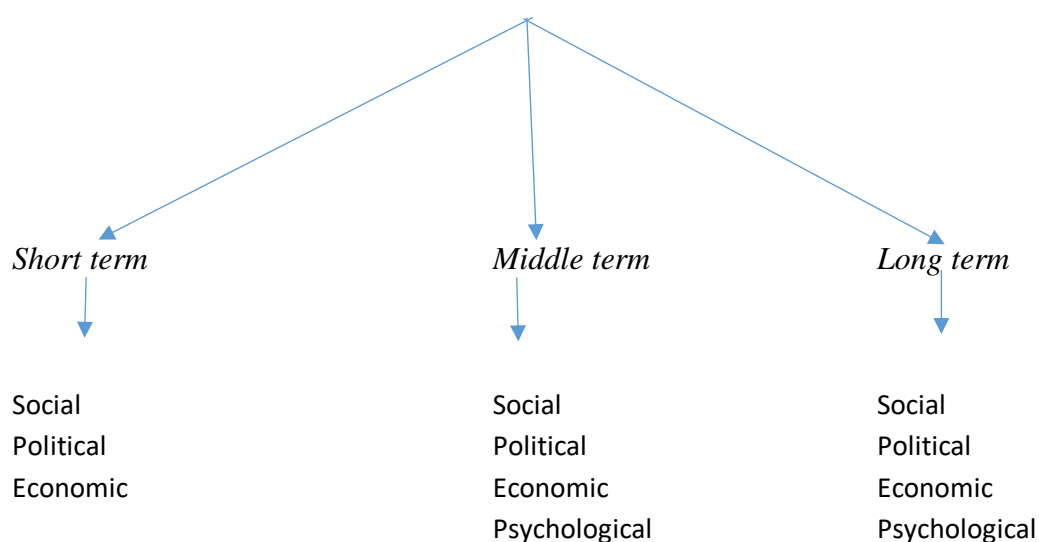 Short term
Middle term
Long term
Social
Political
Economic
Social
Political
Economic
Psychological
Social
Political
Economic
Psychological